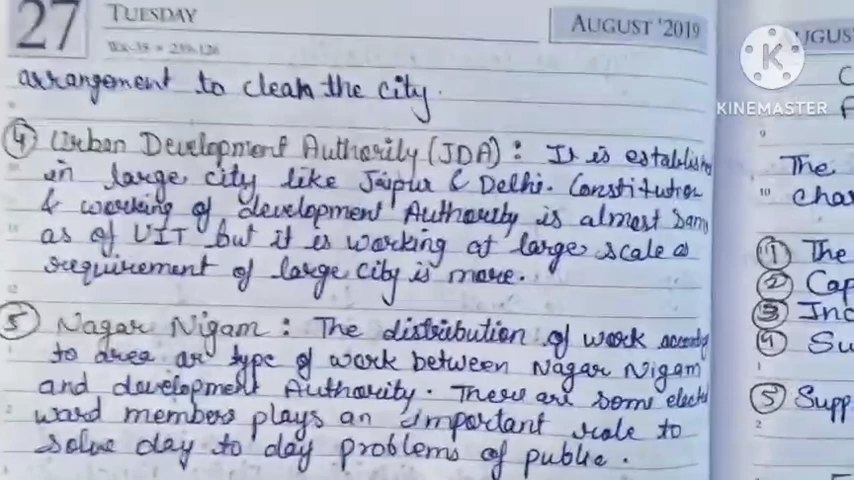 27 TUESDAY
AUGUST '2019
arrangement to clean the city.
④ Urban Development Authority (JDA): It is establish
in large city like Jaipur & Delhi. Constitution
& working of development Authority is almost sam
as of UIT but it is working at large scale as
requirement of large city is more.
⑤ Nagar Nigam: The distribution of work
to area or type of work between Nagar Nigam
and development Authority. There are some elect
ward members plays an important role to
solve day to day problems of public.
KINEMASTER
9
The
10 cha
① The
② Cap
③ Inc
④ Su
⑤ Supp